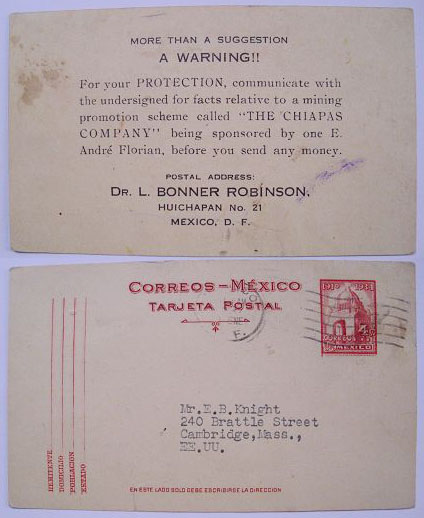 MORE THAN A SUGGESTION
A WARNING!!
For your PROTECTION, communicate with
the undersigned for facts relative to a mining
promotion scheme called "THE CHIAPAS
COMPANY" being sponsored by one E.
André Florian, before you send any money.
POSTAL ADDRESS:
DR. L. BONNER ROBINSON,
HUICHAPAN No. 21
MEXICO, D. F.
CORREOS - MÉXICO
TARJETA POSTAL
CORREOS
MEXICO
Mr.E.B.Knight
240 Brattle Street
Cambridge,Mass.,
EE.UU.
REMITENTE
DOMICILIO
POBLACION
ESTADO
EN ESTE LADO SOLO DEBE ESCRIBIRSE LA DIRECCION